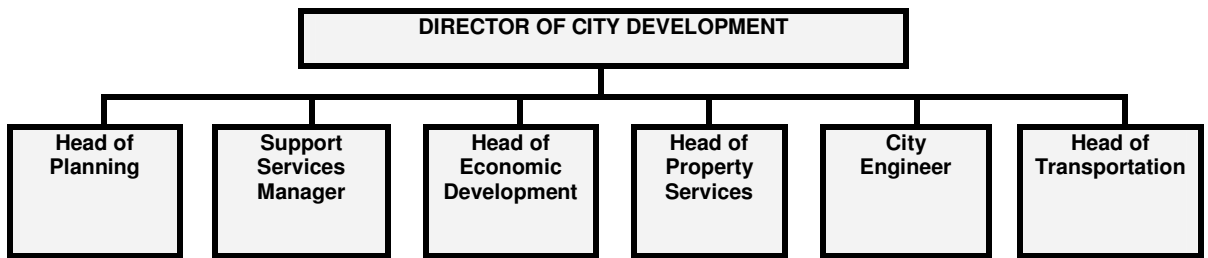 DIRECTOR OF CITY DEVELOPMENT
Head of
Planning
Support
Services
Manager
Head of
Economic
Development
Head of
Property
Services
City
Engineer
Head of
Transportation